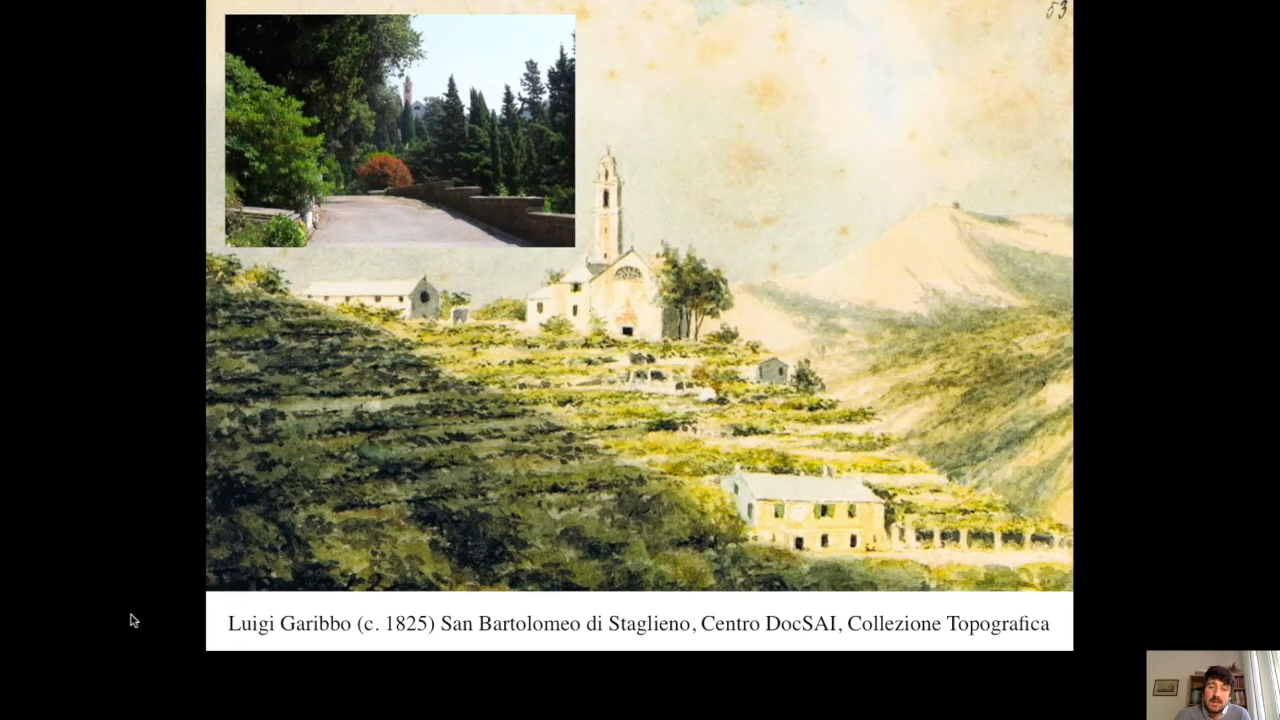 53
Luigi Garibbo (c. 1825) San Bartolomeo di Staglieno, Centro DocSAI, Collezione Topografica